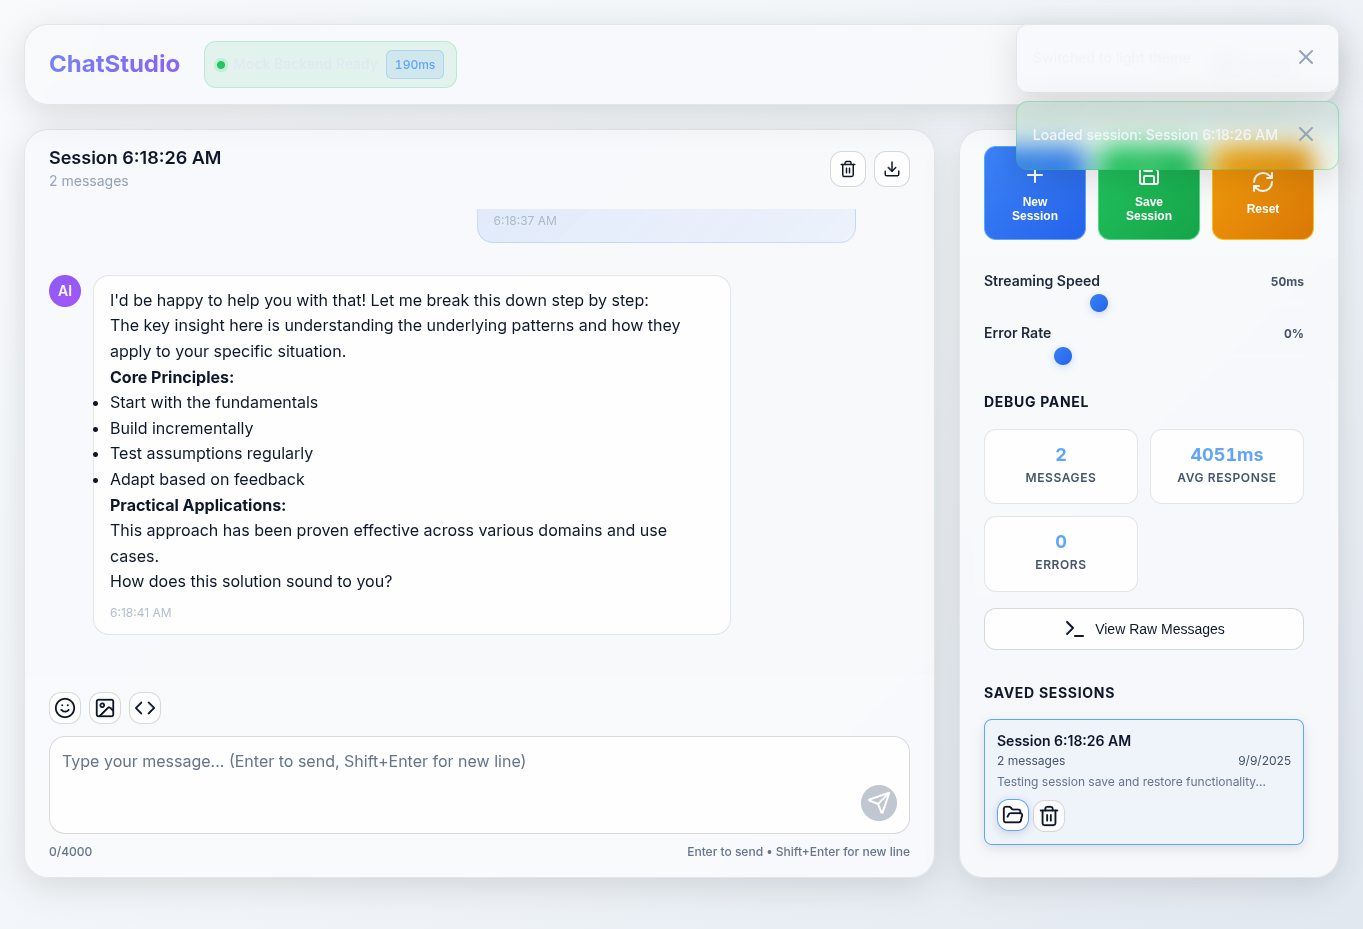 ChatStudio
Mock Backend Ready
190ms
Switched to light theme
Loaded session: Session 6:18:26 AM
Session 6:18:26 AM
2 messages
6:18:37 AM
AI
I'd be happy to help you with that! Let me break this down step by step:
The key insight here is understanding the underlying patterns and how they
apply to your specific situation.
Core Principles:
• Start with the fundamentals
• Build incrementally
• Test assumptions regularly
• Adapt based on feedback
Practical Applications:
This approach has been proven effective across various domains and use
cases.
How does this solution sound to you?
6:18:41 AM
Type your message... (Enter to send, Shift+Enter for new line)
0/4000
Enter to send • Shift+Enter for new line
New
Session
Save
Session
Reset
Streaming Speed
50ms
Error Rate
0%
DEBUG PANEL
2
MESSAGES
4051ms
AVG RESPONSE
0
ERRORS
View Raw Messages
SAVED SESSIONS
Session 6:18:26 AM
2 messages
9/9/2025
Testing session save and restore functionality...